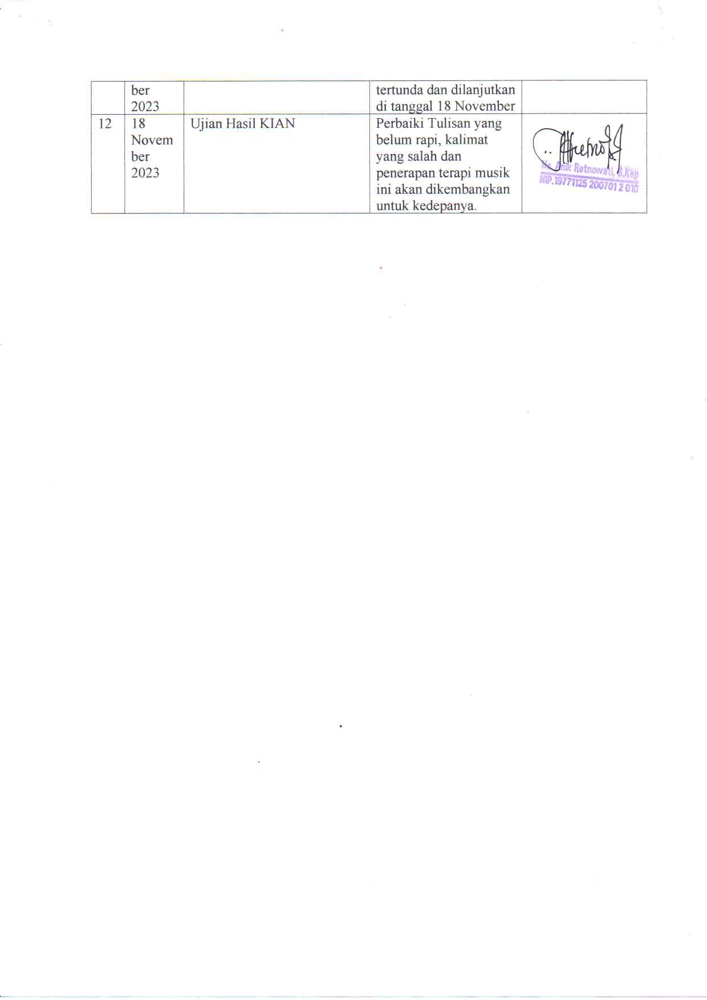 ber
2023
tertunda dan dilanjutkan
di tanggal 18 November
12
18
Novem
ber
2023
Ujian Hasil KIAN
Perbaiki Tulisan yang
belum rapi, kalimat
yang salah dan
penerapan terapi musik
ini akan dikembangkan
untuk kedepanya.
Ns. Anik Retnowati, S.Kep
NIP.19771125 200701 2 010